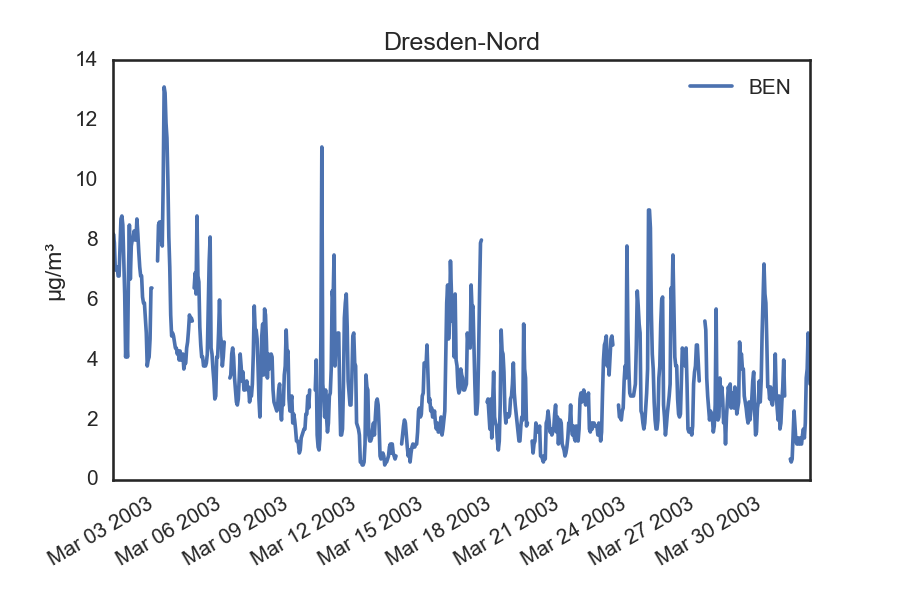 Dresden-Nord
BEN
µg/m³
14
12
10
8
6
4
2
0
Mar 03 2003
Mar 06 2003
Mar 09 2003
Mar 12 2003
Mar 15 2003
Mar 18 2003
Mar 21 2003
Mar 24 2003
Mar 27 2003
Mar 30 2003